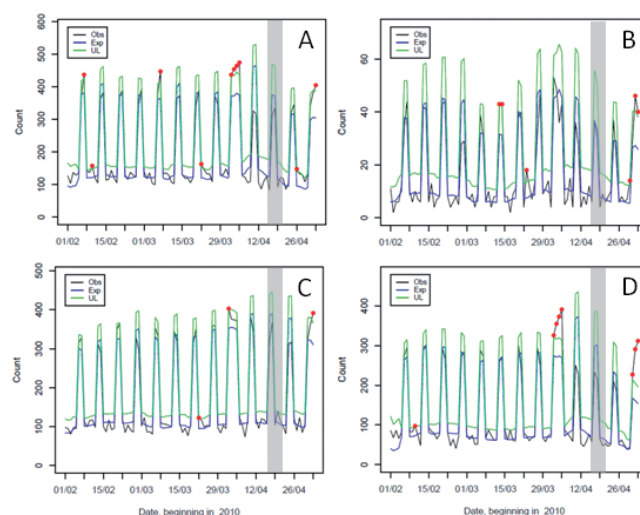 A
Count
500
400
300
200
100
0
Obs
Exp
UL
01/02 15/02 01/03 15/03 29/03 12/04 26/04
B
Count
60
40
20
0
Obs
Exp
UL
01/02 15/02 01/03 15/03 29/03 12/04 26/04
C
Count
500
400
300
200
100
0
Obs
Exp
UL
01/02 15/02 01/03 15/03 29/03 12/04 26/04
Date, beginning in 2010
D
Count
400
300
200
100
0
Obs
Exp
UL
01/02 15/02 01/03 15/03 29/03 12/04 26/04
Date, beginning in 2010